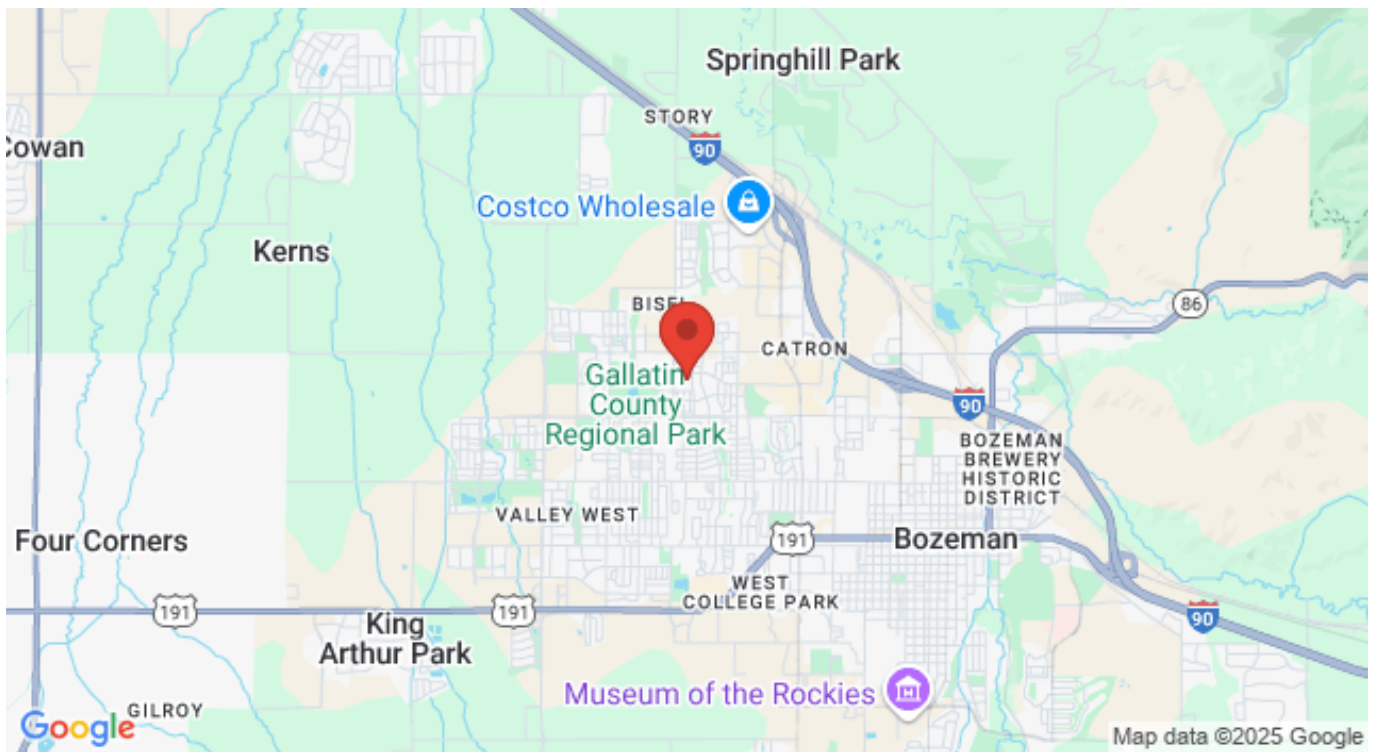 Springhill Park
STORY
90
Cowan
Costco Wholesale
Kerns
BISEL
86
CATRON
Gallatin
County
Regional Park
90
BOZEMAN
BREWERY
HISTORIC
DISTRICT
VALLEY WEST
Four Corners
191
Bozeman
WEST
COLLEGE PARK
191
191
90
King
Arthur Park
Museum of the Rockies
GILROY
Google
Map data ©2025 Google